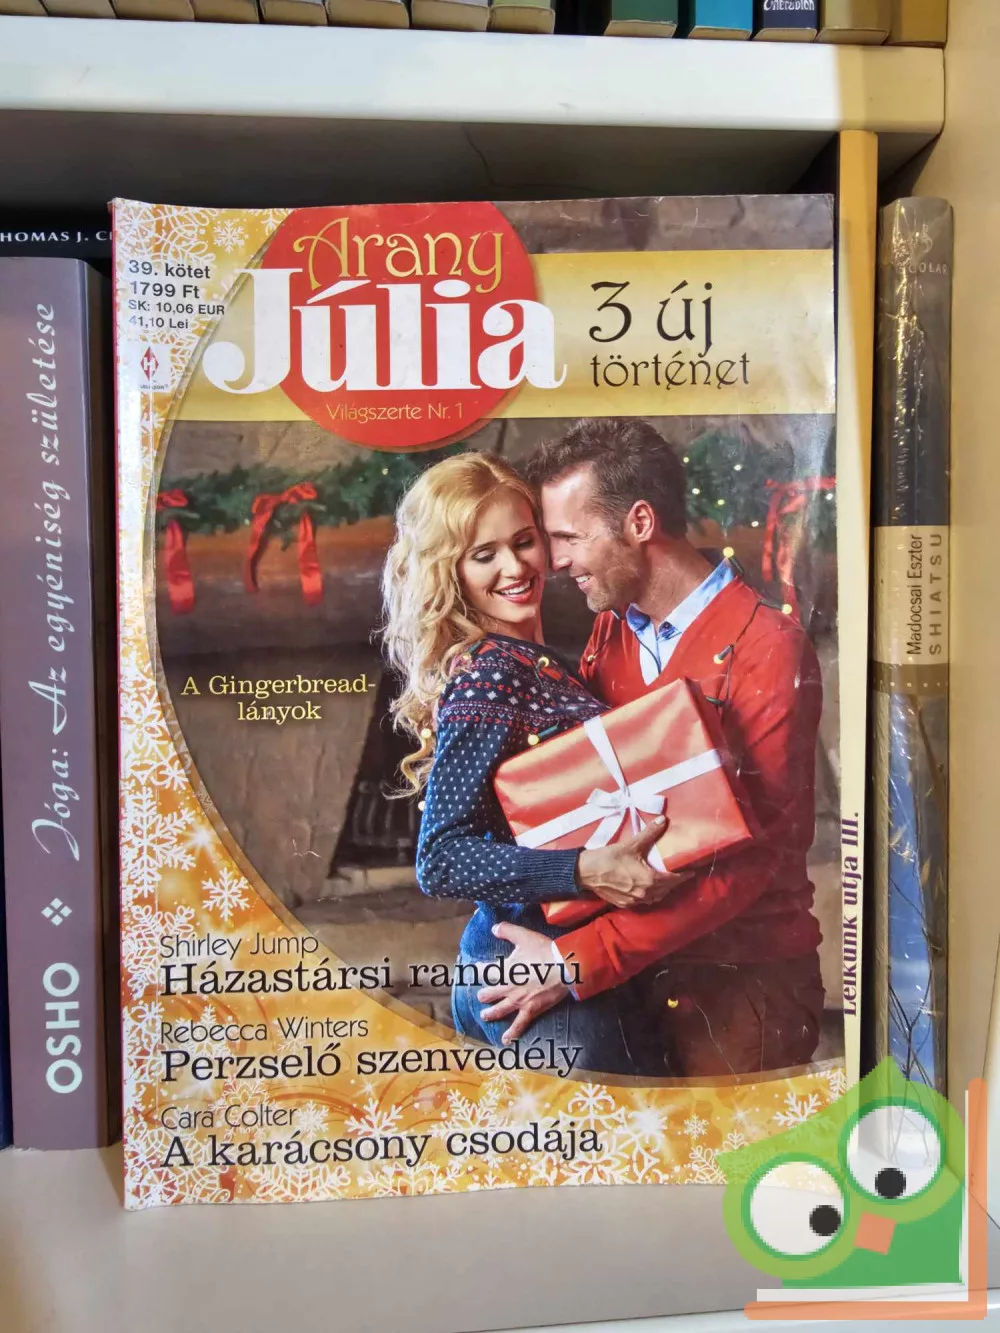 HOMAS J. C
39. kötet
1799 Ft
SK: 10,06 EUR
41,10 Lei
Arany
Júlia
Világszerte Nr. 1
3 új
történet
A Gingerbread-
lányok
Shirley Jump
Házastársi randevú
Rebecca Winters
Perzselő szenvedély
Cara Colter
A karácsony csodája
OSHO ❖ Jóga: Az egyéniség születése
Lelkünk útja III.
Madocsai Eszter
SHIATSU